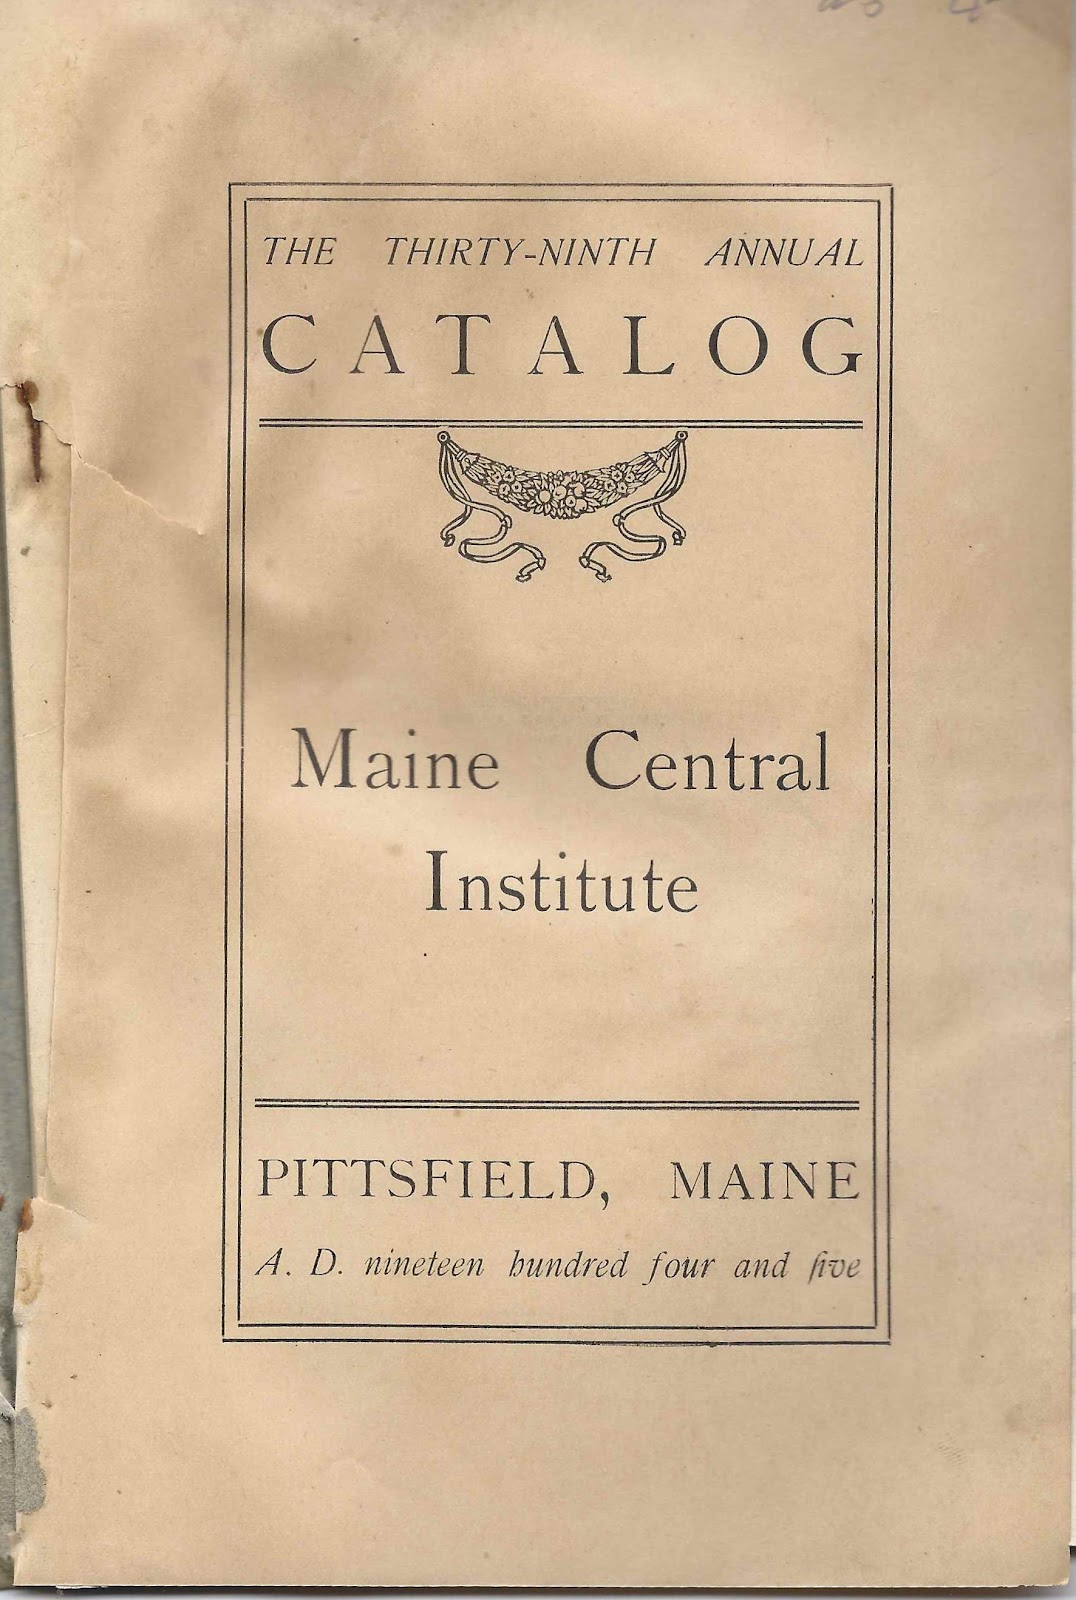 THE THIRTY-NINTH ANNUAL
CATALOG
Maine Central
Institute
PITTSFIELD, MAINE
A. D. nineteen hundred four and five